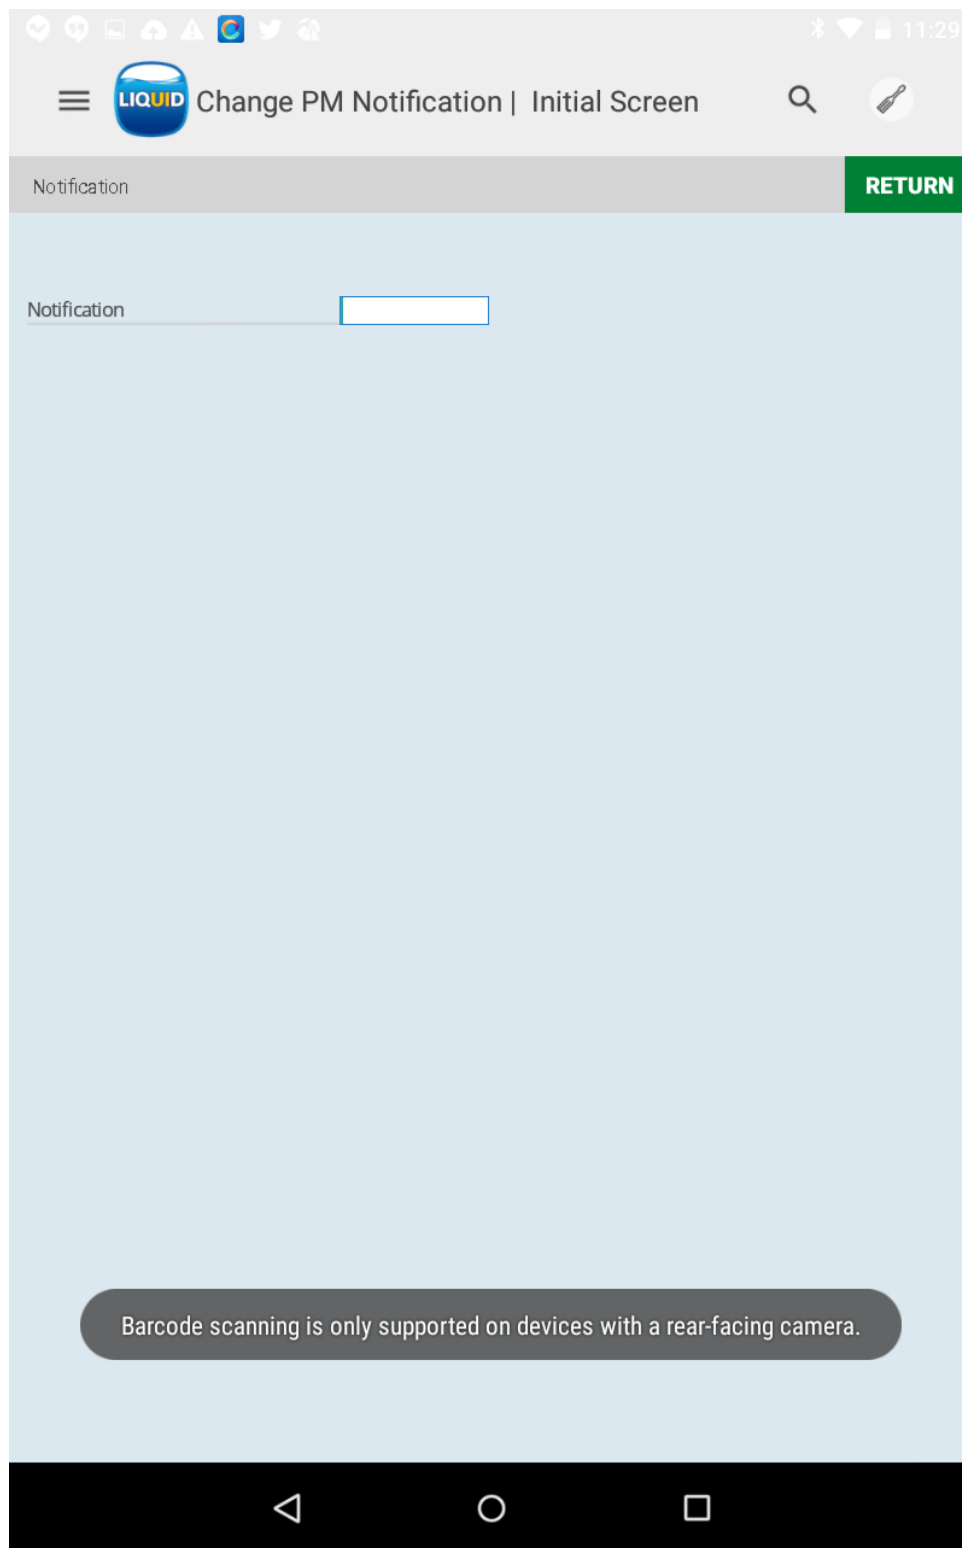 11:29
LIQUID Change PM Notification | Initial Screen
Notification RETURN
Notification
Barcode scanning is only supported on devices with a rear-facing camera.